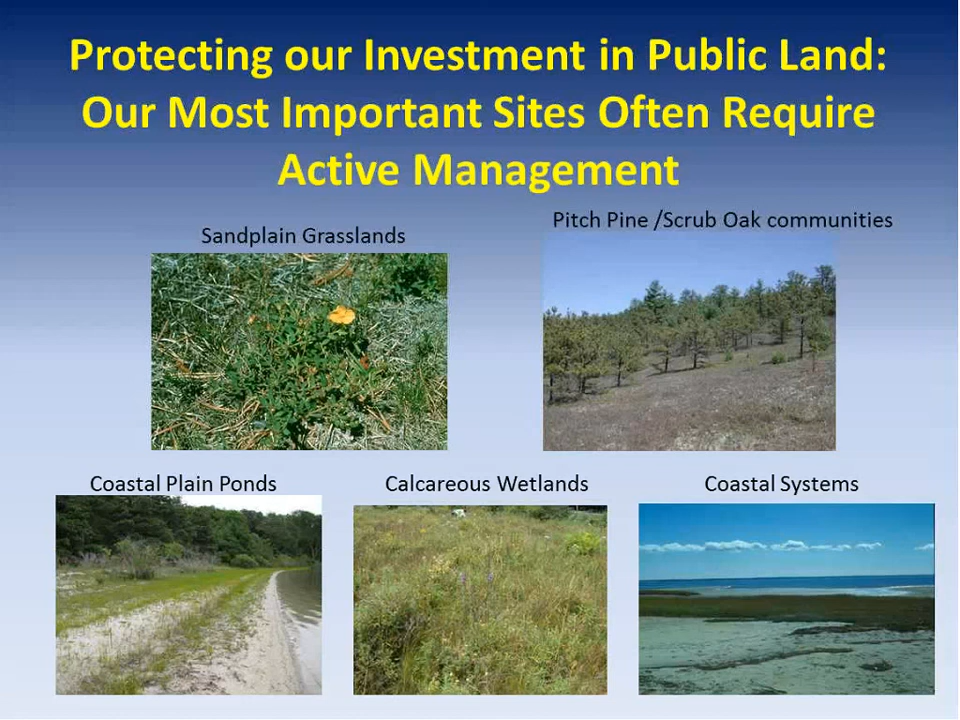 Protecting our Investment in Public Land:
Our Most Important Sites Often Require
Active Management
Sandplain Grasslands
Pitch Pine /Scrub Oak communities
Coastal Plain Ponds
Calcareous Wetlands
Coastal Systems